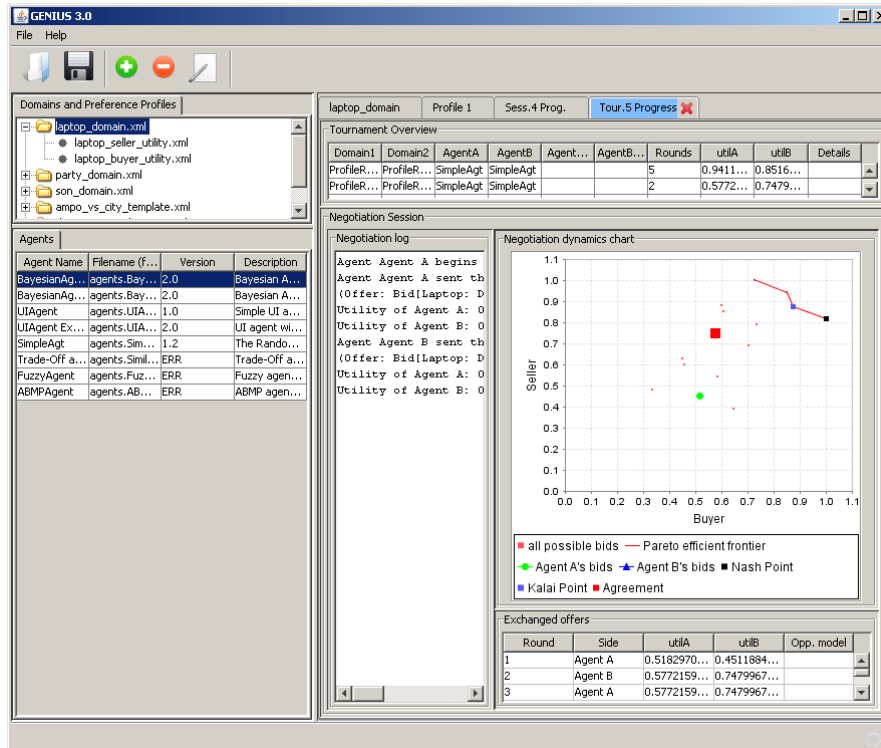 GENIUS 3.0
File Help
Domains and Preference Profiles
laptop_domain.xml
laptop_seller_utility.xml
laptop_buyer_utility.xml
party_domain.xml
son_domain.xml
ampo_vs_city_template.xml
Agents
Agent Name Filename (f... Version Description
BayesianAg... agents.Bay... 2.0 Bayesian A...
BayesianAg... agents.Bay... 2.0 Bayesian A...
UIAgent agents.UIA... 1.0 Simple UI a...
UIAgent Ex... agents.UIA... 2.0 UI agent wi...
SimpleAgt agents.Sim... 1.2 The Rando...
Trade-Off a... agents.Simil... ERR Trade-Off a...
FuzzyAgent agents.Fuz... ERR Fuzzy agen...
ABMPAgent agents.AB... ERR ABMP agen...
laptop_domain Profile 1 Sess.4 Prog. Tour.5 Progress
Tournament Overview
Domain1 Domain2 AgentA AgentB Agent... AgentB... Rounds utilA utilB Details
ProfileR... ProfileR... SimpleAgt SimpleAgt 5 0.9411... 0.8516...
ProfileR... ProfileR... SimpleAgt SimpleAgt 2 0.5772... 0.7479...
Negotiation Session
Negotiation log
Agent Agent A begins
Agent Agent A sent th
(Offer: Bid[Laptop: D
Utility of Agent A: 0
Utility of Agent B: 0
Agent Agent B sent th
(Offer: Bid[Laptop: D
Utility of Agent A: 0
Utility of Agent B: 0
Negotiation dynamics chart
1.1
1.0
0.9
0.8
0.7
0.6
0.5
0.4
0.3
0.2
0.1
0.0
Seller
0.0 0.1 0.2 0.3 0.4 0.5 0.6 0.7 0.8 0.9 1.0 1.1
Buyer
all possible bids Pareto efficient frontier
Agent A's bids Agent B's bids Nash Point
Kalai Point Agreement
Exchanged offers
Round Side utilA utilB Opp. model
1 Agent A 0.5182970... 0.4511884...
2 Agent B 0.5772159... 0.7479967...
3 Agent A 0.5772159... 0.7479967...